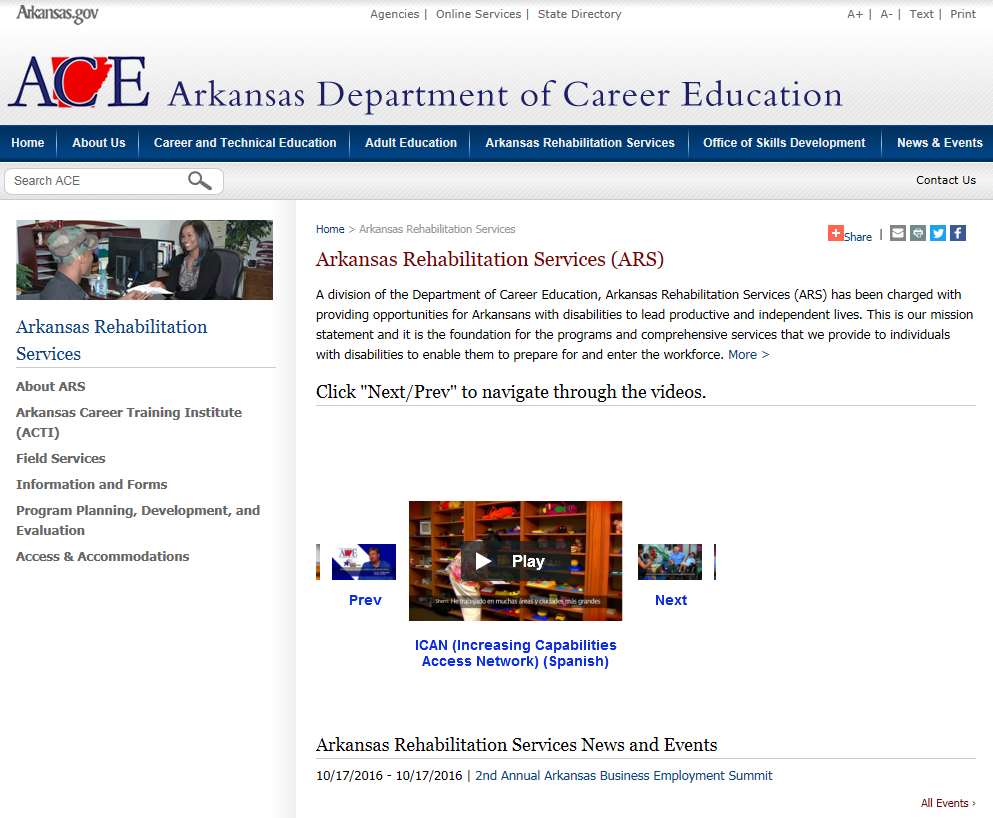 Arkansas.gov
Agencies | Online Services | State Directory
A+ | A- | Text | Print
ACE Arkansas Department of Career Education
Home About Us Career and Technical Education Adult Education Arkansas Rehabilitation Services Office of Skills Development News & Events
Search ACE
Contact Us
Arkansas Rehabilitation
Services
About ARS
Arkansas Career Training Institute
(ACTI)
Field Services
Information and Forms
Program Planning, Development, and
Evaluation
Access & Accommodations
Home > Arkansas Rehabilitation Services
Share |
Arkansas Rehabilitation Services (ARS)
A division of the Department of Career Education, Arkansas Rehabilitation Services (ARS) has been charged with
providing opportunities for Arkansans with disabilities to lead productive and independent lives. This is our mission
statement and it is the foundation for the programs and comprehensive services that we provide to individuals
with disabilities to enable them to prepare for and enter the workforce. More >
Click "Next/Prev" to navigate through the videos.
ACE
Play
Sherri: He trabajado en muchas áreas y ciudades más grandes
Prev
Next
ICAN (Increasing Capabilities
Access Network) (Spanish)
Arkansas Rehabilitation Services News and Events
10/17/2016 - 10/17/2016 | 2nd Annual Arkansas Business Employment Summit
All Events ›